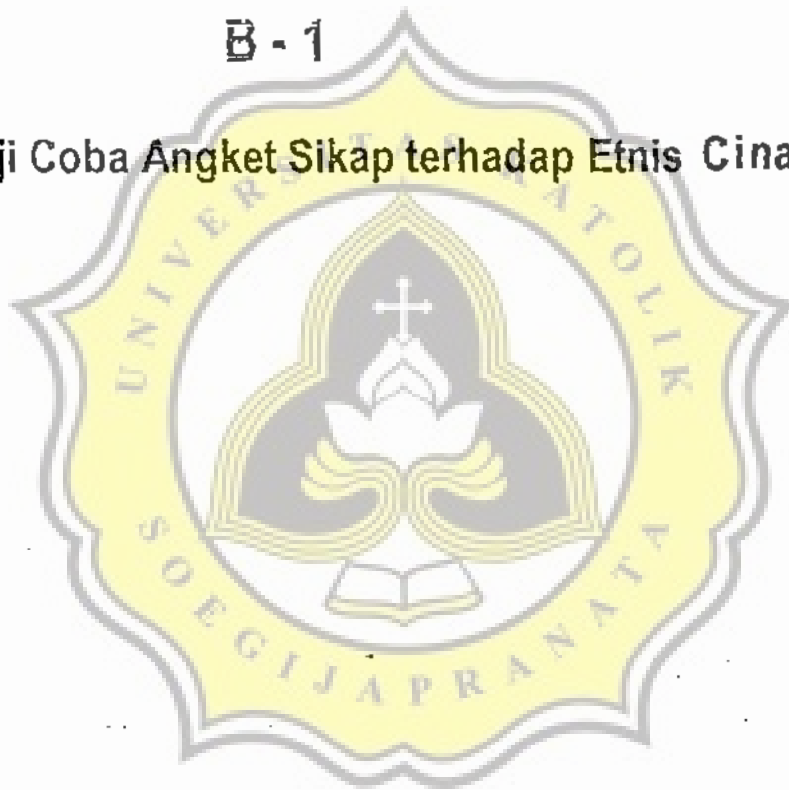 B - 1
ji Coba Angket Sikap terhadap Etnis Cina
UNIVERSITAS KATOLIK
SOEGIJAPRANATA